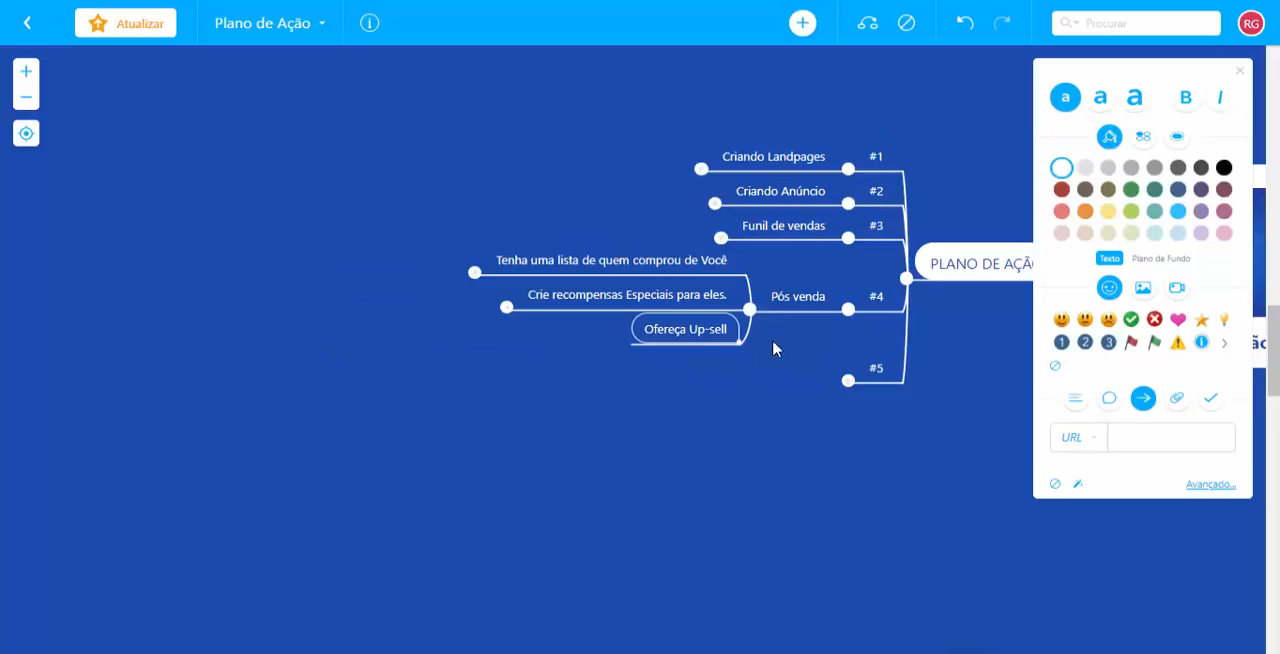 Atualizar
Plano de Ação
Procurar
RG
a a a B I
Criando Landpages #1
Criando Anúncio #2
Funil de vendas #3
Tenha uma lista de quem comprou de Você
Crie recompensas Especiais para eles.
Pós venda #4
Ofereça Up-sell
#5
PLANO DE AÇÃO
Texto Plano de Fundo
1 2 3
URL
Avançado...